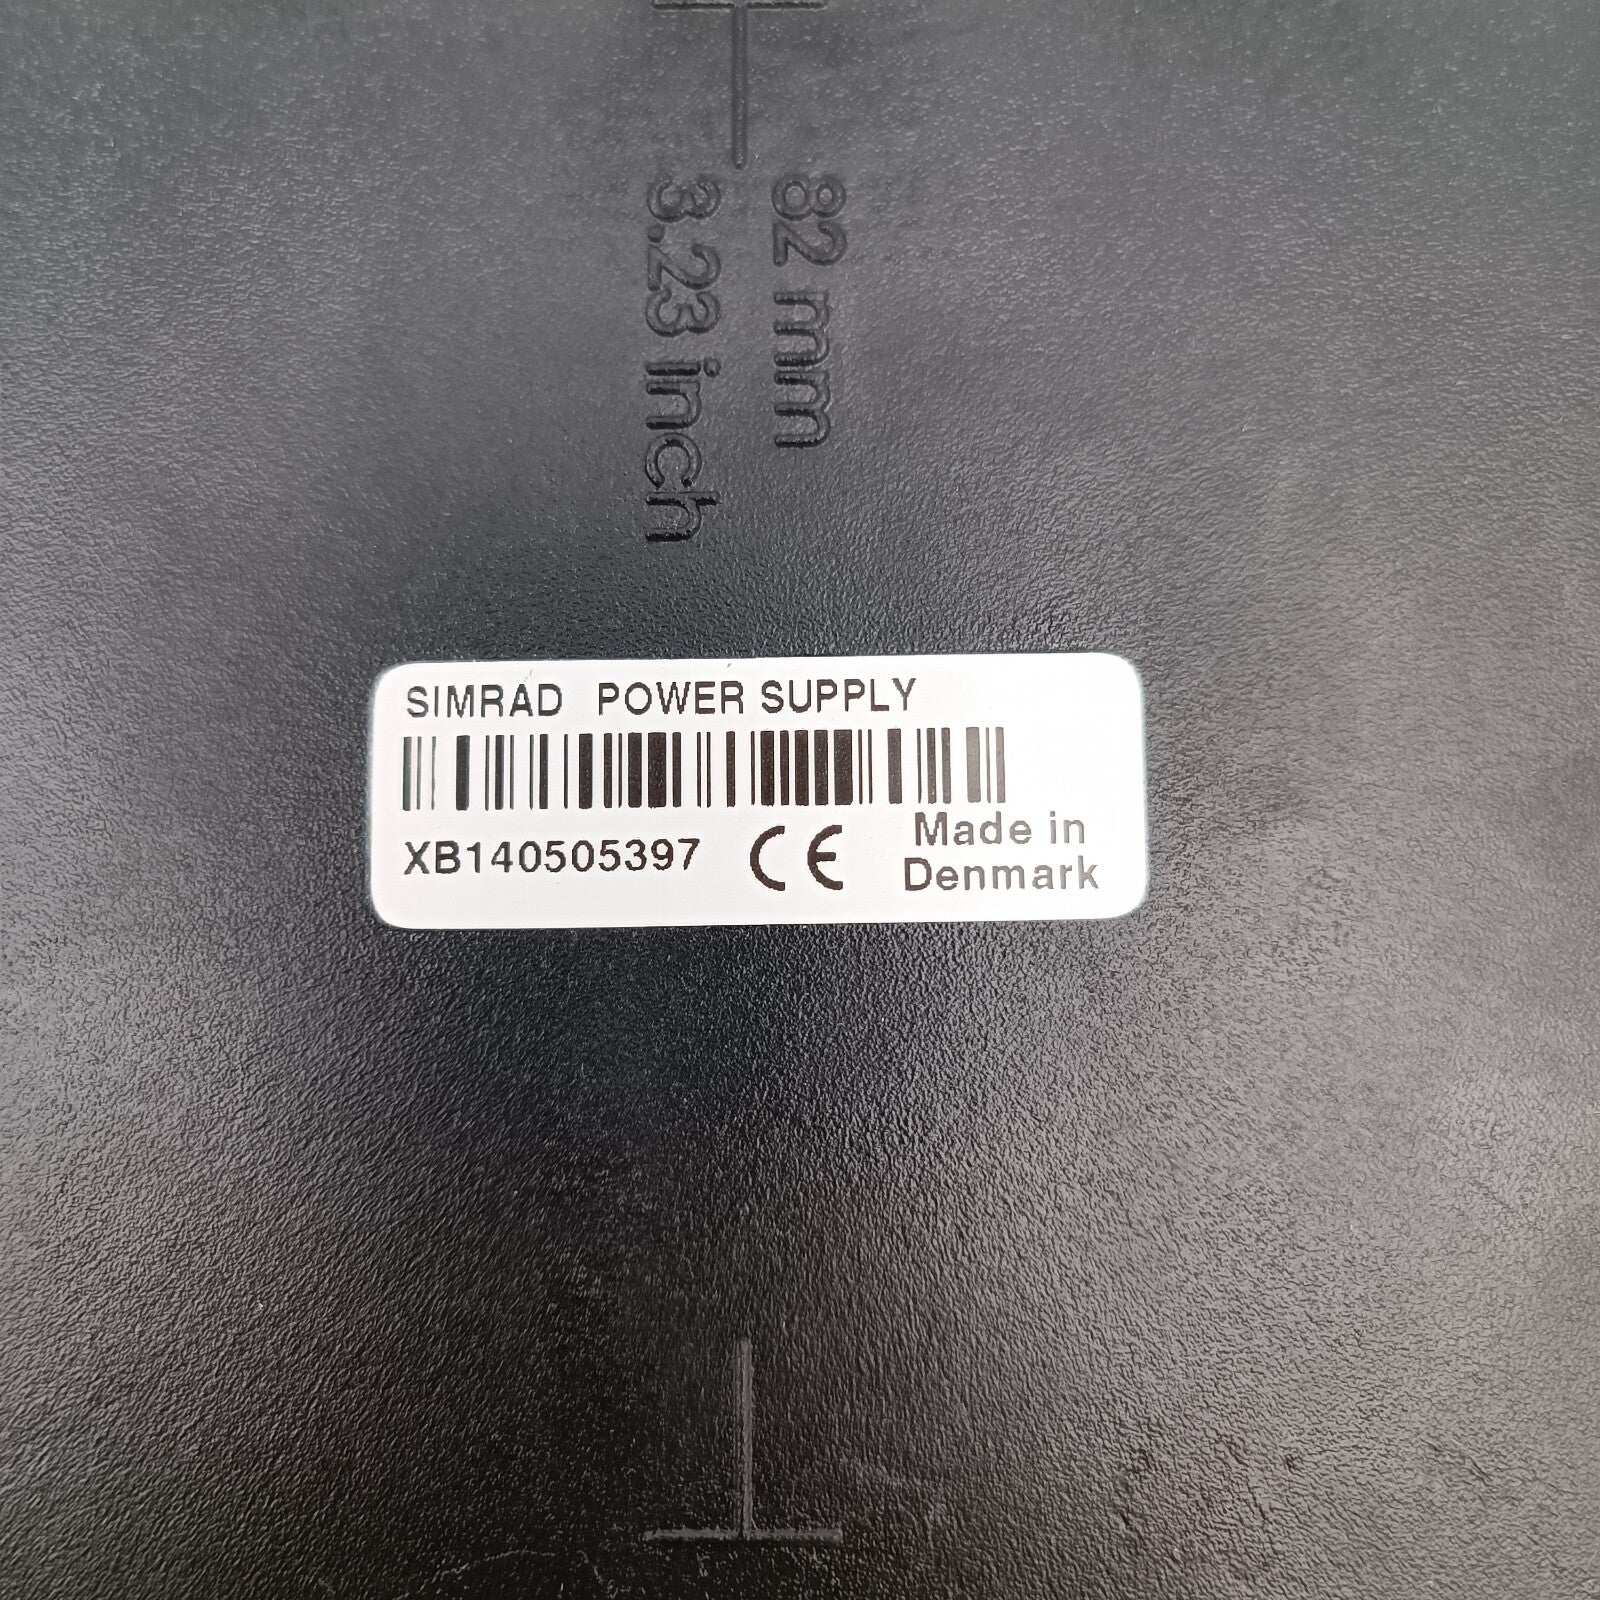 82 mm
3.23 inch
SIMRAD POWER SUPPLY
XB140505397 CE Made in
Denmark